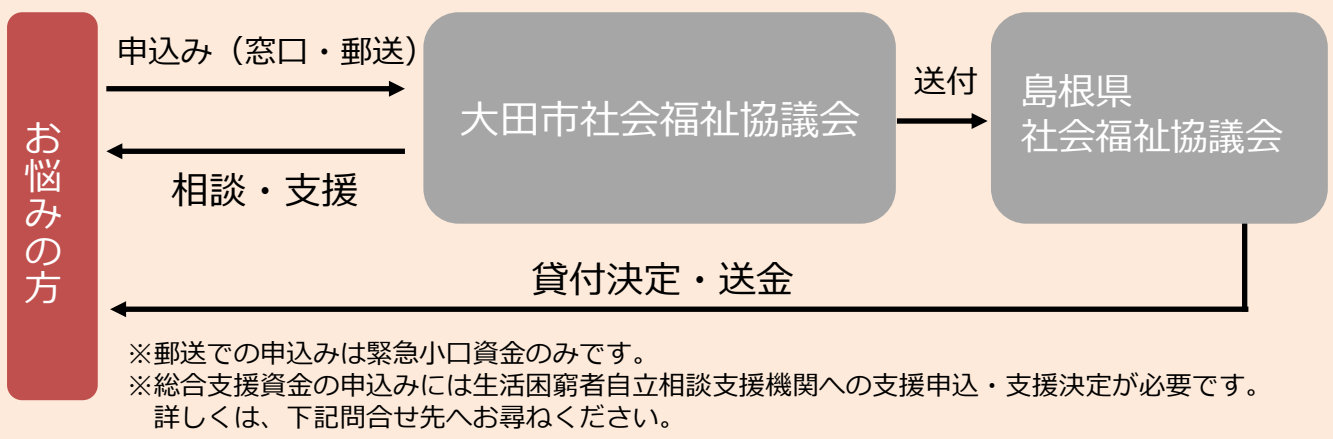 お悩みの方
申込み（窓口・郵送）
相談・支援
大田市社会福祉協議会
送付
島根県
社会福祉協議会
貸付決定・送金
※郵送での申込みは緊急小口資金のみです。
※総合支援資金の申込みには生活困窮者自立相談支援機関への支援申込・支援決定が必要です。
詳しくは、下記問合せ先へお尋ねください。